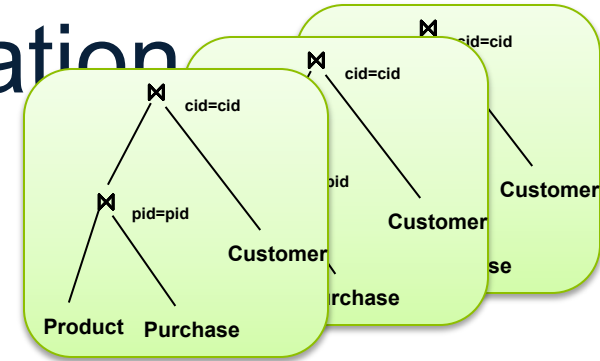 ation
⋈ cid=cid
⋈ pid=pid
Customer
Product Purchase
⋈ cid=cid
pid
Customer
rchase
⋈ cid=cid
Customer
se